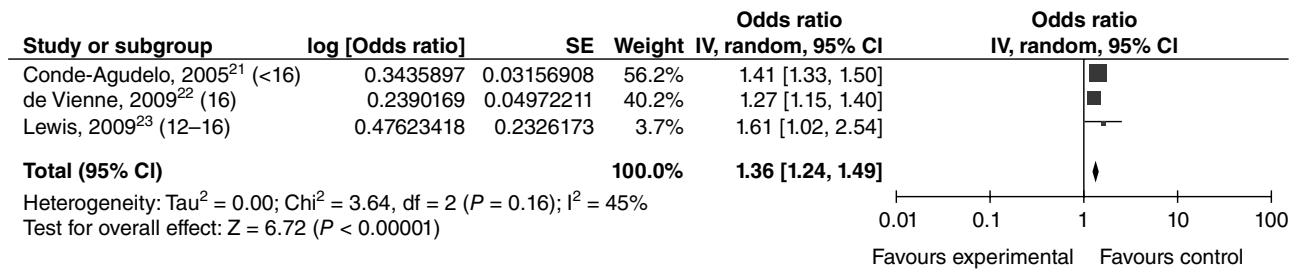 Odds ratio Odds ratio
Study or subgroup log [Odds ratio] SE Weight IV, random, 95% CI IV, random, 95% CI
Conde-Agudelo, 2005²¹ (<16) 0.3435897 0.03156908 56.2% 1.41 [1.33, 1.50]
de Vienne, 2009²² (16) 0.2390169 0.04972211 40.2% 1.27 [1.15, 1.40]
Lewis, 2009²³ (12–16) 0.47623418 0.2326173 3.7% 1.61 [1.02, 2.54]
Total (95% CI) 100.0% 1.36 [1.24, 1.49]
Heterogeneity: Tau² = 0.00; Chi² = 3.64, df = 2 (P = 0.16); I² = 45%
Test for overall effect: Z = 6.72 (P < 0.00001)
0.01 0.1 1 10 100
Favours experimental Favours control